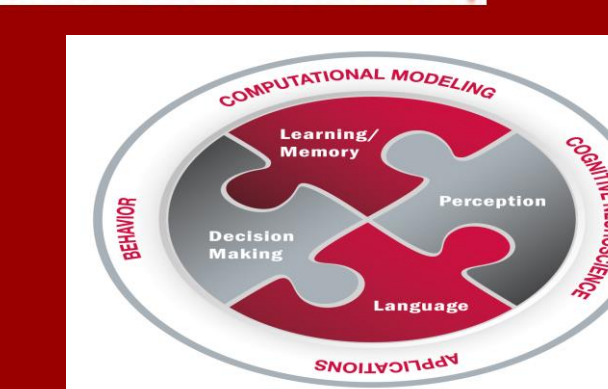 COMPUTATIONAL MODELING
Learning/
Memory
COGNITIVE NEUROSCIENCE
Perception
BEHAVIOR
Decision
Making
Language
APPLICATIONS